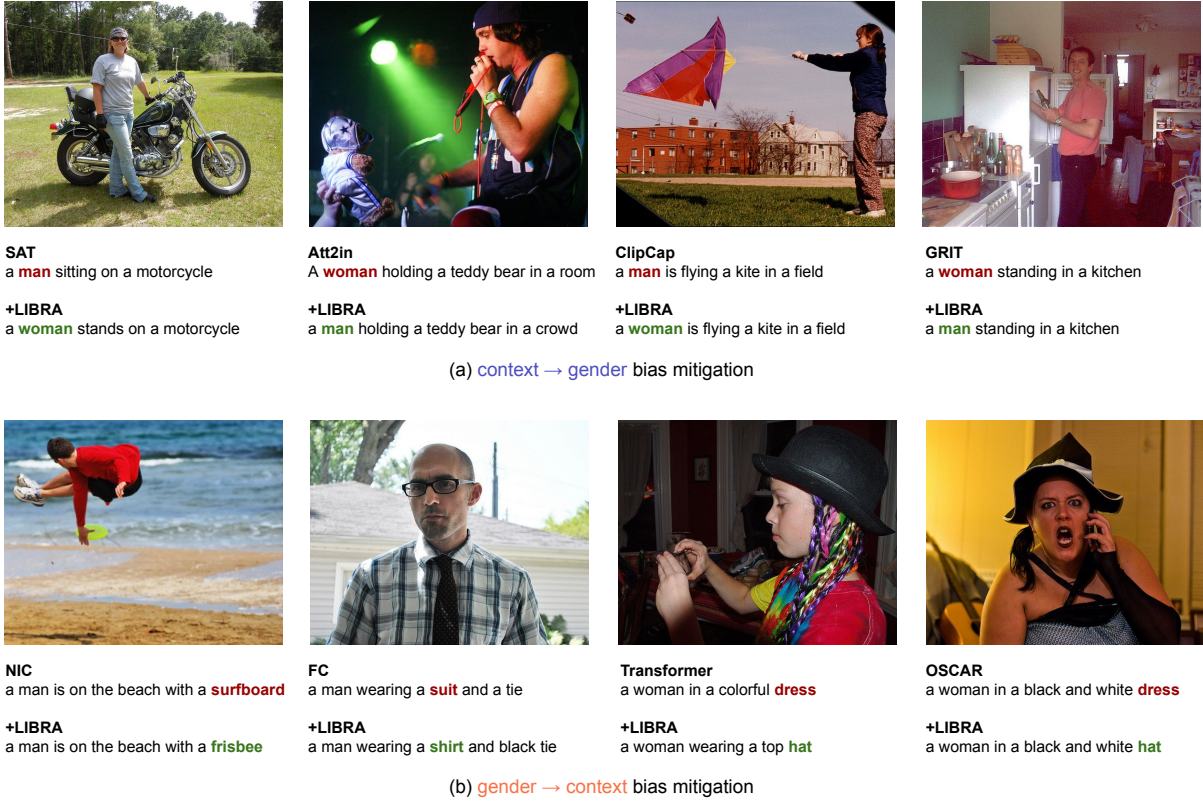 SAT
a man sitting on a motorcycle
+LIBRA
a woman stands on a motorcycle
Att2in
A woman holding a teddy bear in a room
+LIBRA
a man holding a teddy bear in a crowd
ClipCap
a man is flying a kite in a field
+LIBRA
a woman is flying a kite in a field
GRIT
a woman standing in a kitchen
+LIBRA
a man standing in a kitchen
(a) context → gender bias mitigation
NIC
a man is on the beach with a surfboard
+LIBRA
a man is on the beach with a frisbee
FC
a man wearing a suit and a tie
+LIBRA
a man wearing a shirt and black tie
Transformer
a woman in a colorful dress
+LIBRA
a woman wearing a top hat
OSCAR
a woman in a black and white dress
+LIBRA
a woman in a black and white hat
(b) gender → context bias mitigation